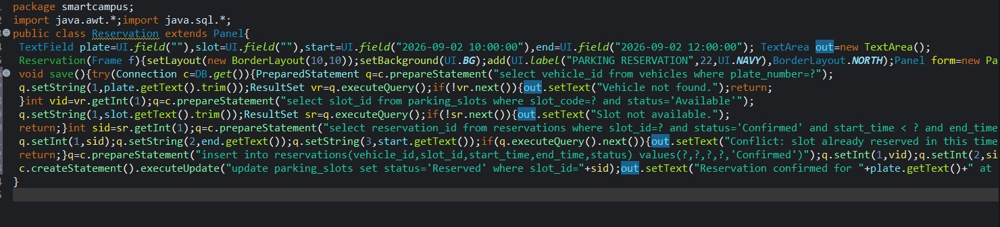 package smartcampus;
import java.awt.*;import java.sql.*;
public class Reservation extends Panel{
TextField plate=UI.field(""),slot=UI.field(""),start=UI.field("2026-09-02 10:00:00"),end=UI.field("2026-09-02 12:00:00"); TextArea out=new TextArea();
Reservation(Frame f){setLayout(new BorderLayout(10,10));setBackground(UI.BG);add(UI.label("PARKING RESERVATION",22,UI.NAVY),BorderLayout.NORTH);Panel form=new Pa
void save(){try(Connection c=DB.get()){PreparedStatement q=c.prepareStatement("select vehicle_id from vehicles where plate_number=?");
q.setString(1,plate.getText().trim());ResultSet vr=q.executeQuery();if(!vr.next()){out.setText("Vehicle not found.");return;
}int vid=vr.getInt(1);q=c.prepareStatement("select slot_id from parking_slots where slot_code=? and status='Available'");
q.setString(1,slot.getText().trim());ResultSet sr=q.executeQuery();if(!sr.next()){out.setText("Slot not available.");
return;}int sid=sr.getInt(1);q=c.prepareStatement("select reservation_id from reservations where slot_id=? and status='Confirmed' and start_time < ? and end_time
q.setInt(1,sid);q.setString(2,end.getText());q.setString(3,start.getText());if(q.executeQuery().next()){out.setText("Conflict: slot already reserved in this time
return;}q=c.prepareStatement("insert into reservations(vehicle_id,slot_id,start_time,end_time,status) values(?,?,?,?,'Confirmed')");q.setInt(1,vid);q.setInt(2,si
c.createStatement().executeUpdate("update parking_slots set status='Reserved' where slot_id="+sid);out.setText("Reservation confirmed for "+plate.getText()+" at
}